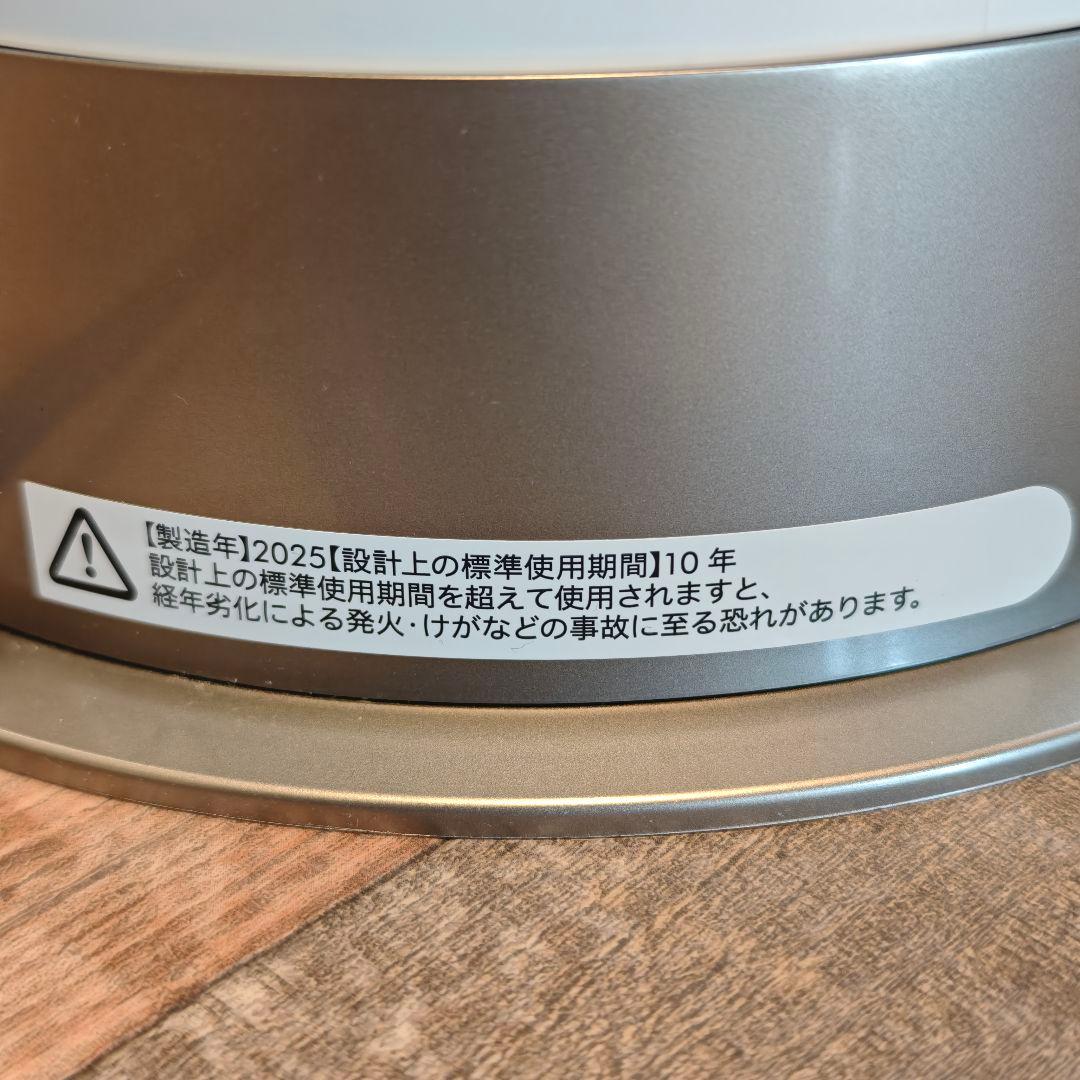 【製造年】2025【設計上の標準使用期間】10 年
設計上の標準使用期間を超えて使用されますと、
経年劣化による発火・けがなどの事故に至る恐れがあります。